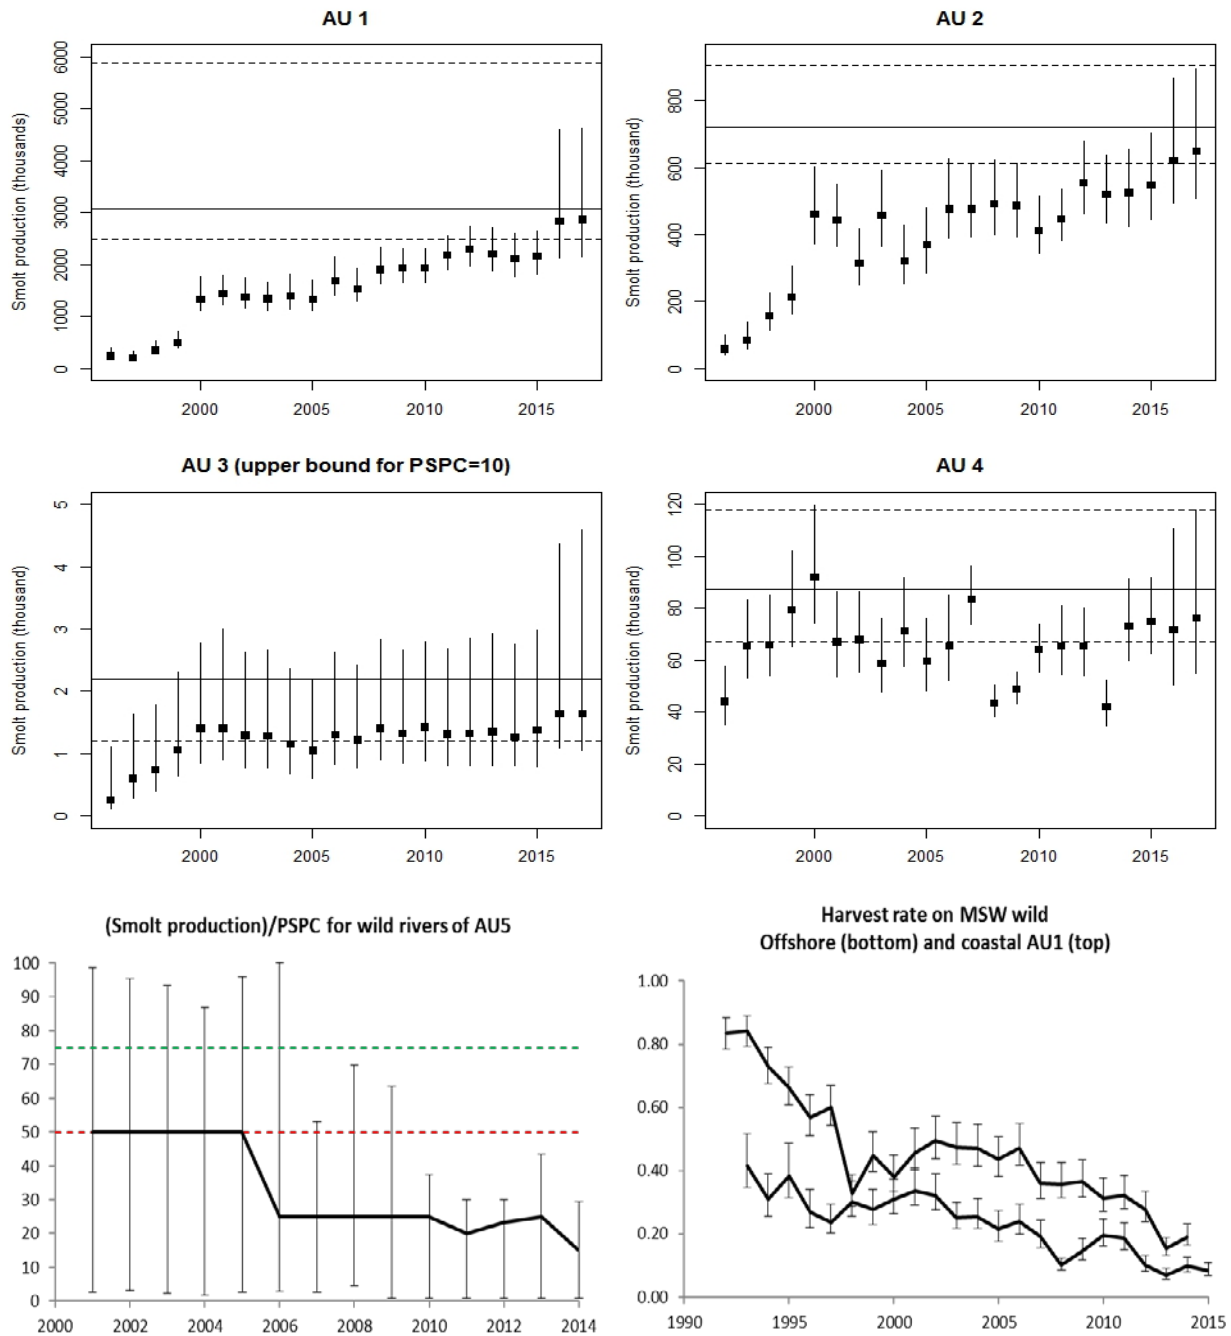 AU 1
Smolt production (thousands)
6000
5000
4000
3000
2000
1000
0
2000 2005 2010 2015
AU 2
Smolt production (thousand)
800
600
400
200
0
2000 2005 2010 2015
AU 3 (upper bound for PSPC=10)
Smolt production (thousand)
5
4
3
2
1
0
2000 2005 2010 2015
AU 4
Smolt production (thousand)
120
100
80
60
40
20
0
2000 2005 2010 2015
(Smolt production)/PSPC for wild rivers of AU5
100
90
80
70
60
50
40
30
20
10
0
2000 2002 2004 2006 2008 2010 2012 2014
Harvest rate on MSW wild
Offshore (bottom) and coastal AU1 (top)
1.00
0.80
0.60
0.40
0.20
0.00
1990 1995 2000 2005 2010 2015